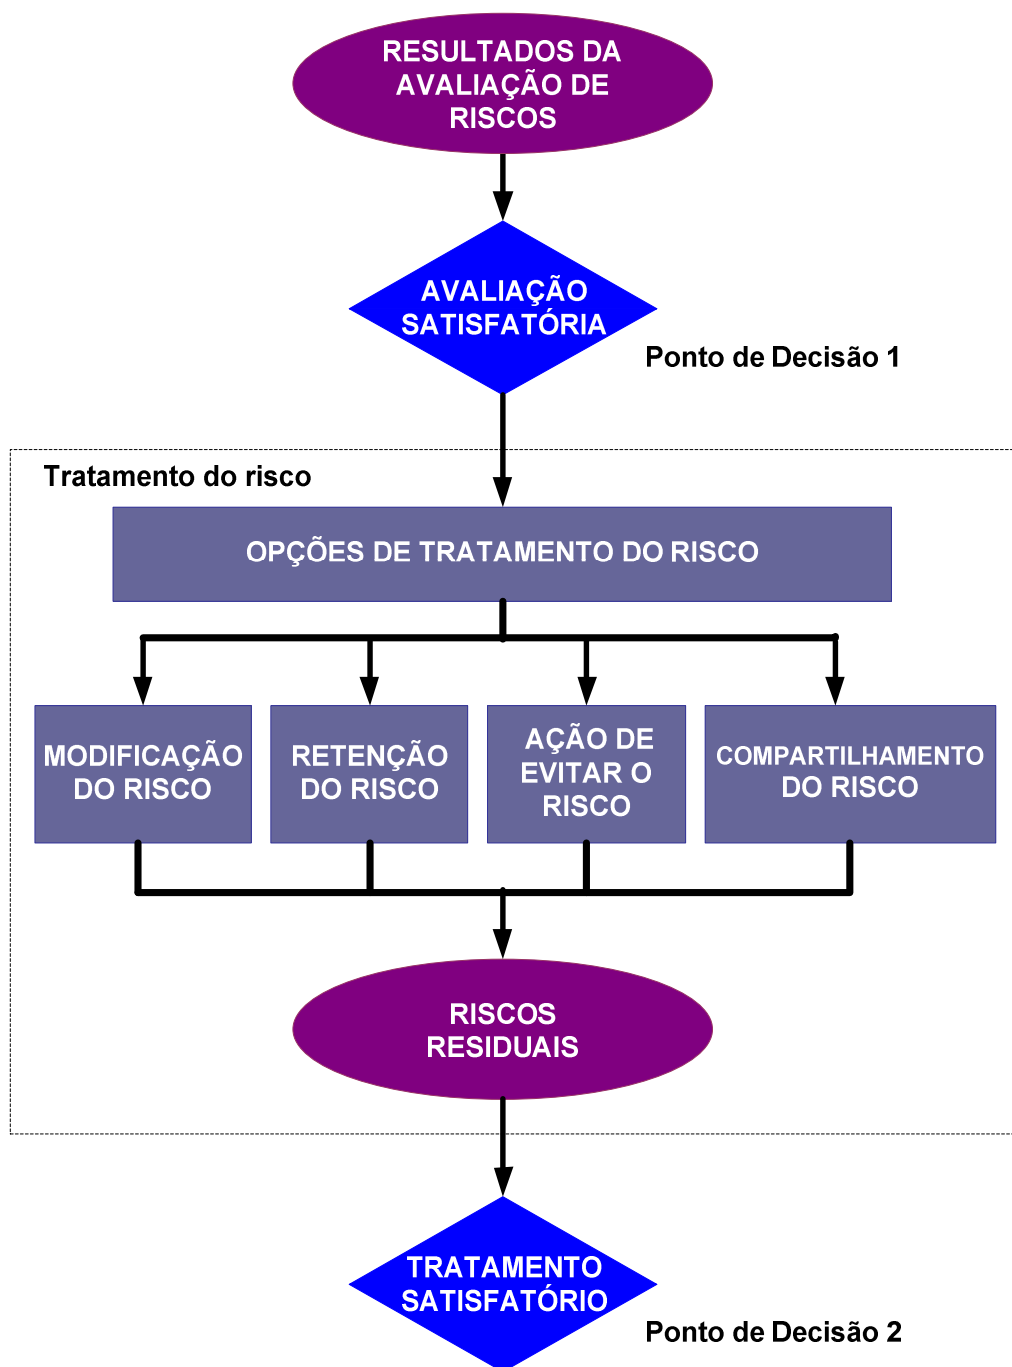 RESULTADOS DA
AVALIAÇÃO DE
RISCOS
AVALIAÇÃO
SATISFATÓRIA
Ponto de Decisão 1
Tratamento do risco
OPÇÕES DE TRATAMENTO DO RISCO
MODIFICAÇÃO
DO RISCO
RETENÇÃO
DO RISCO
AÇÃO DE
EVITAR O
RISCO
COMPARTILHAMENTO
DO RISCO
RISCOS
RESIDUAIS
TRATAMENTO
SATISFATÓRIO
Ponto de Decisão 2